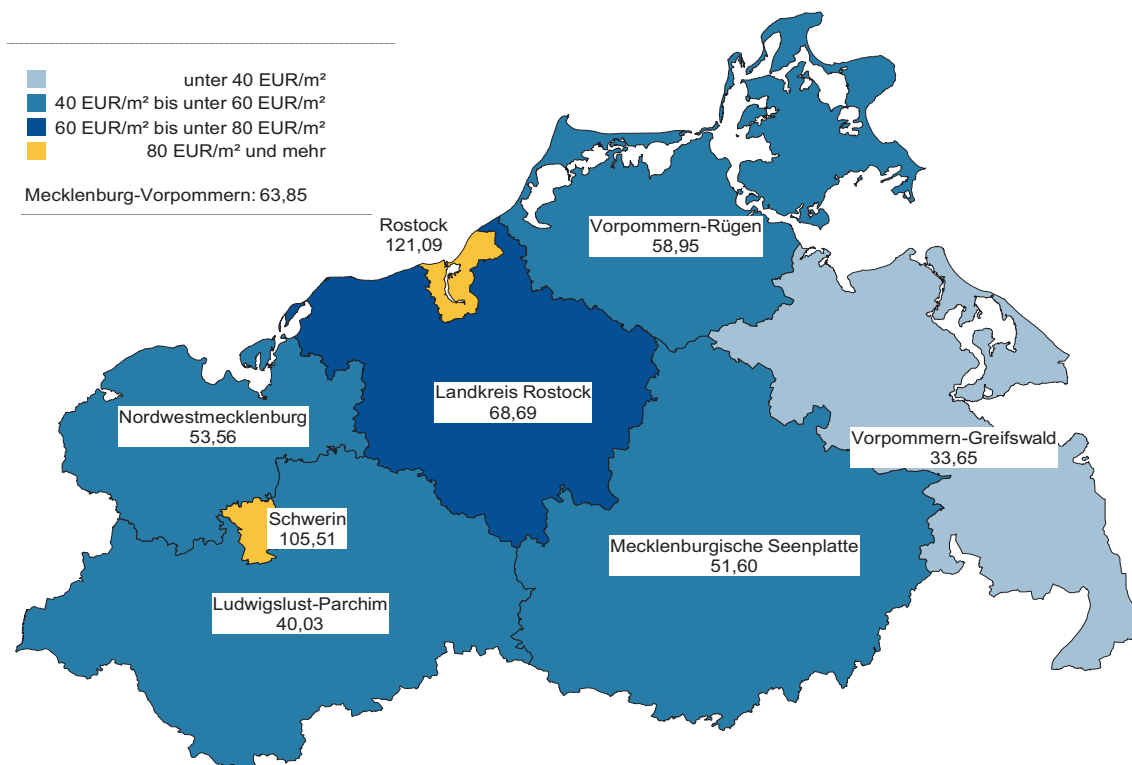 unter 40 EUR/m²
40 EUR/m² bis unter 60 EUR/m²
60 EUR/m² bis unter 80 EUR/m²
80 EUR/m² und mehr
Mecklenburg-Vorpommern: 63,85
Rostock
121,09
Vorpommern-Rügen
58,95
Landkreis Rostock
68,69
Nordwestmecklenburg
53,56
Vorpommern-Greifswald
33,65
Schwerin
105,51
Mecklenburgische Seenplatte
51,60
Ludwigslust-Parchim
40,03